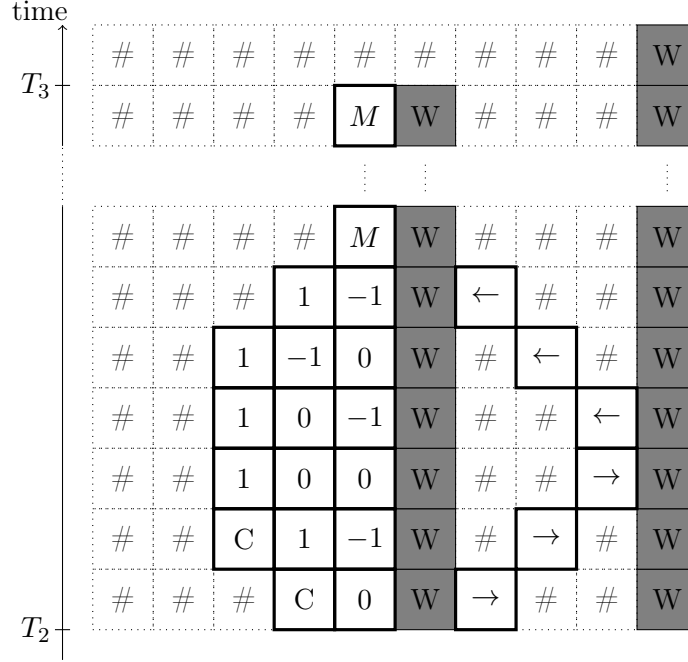 time
# # # # # # # # # W
T₃
# # # # M W # # # W
# # # # M W # # # W
# # # 1 −1 W ← # # W
# # 1 −1 0 W # ← # W
# # 1 0 −1 W # # ← W
# # 1 0 0 W # # → W
# # C 1 −1 W # → # W
# # # C 0 W → # # W
T₂